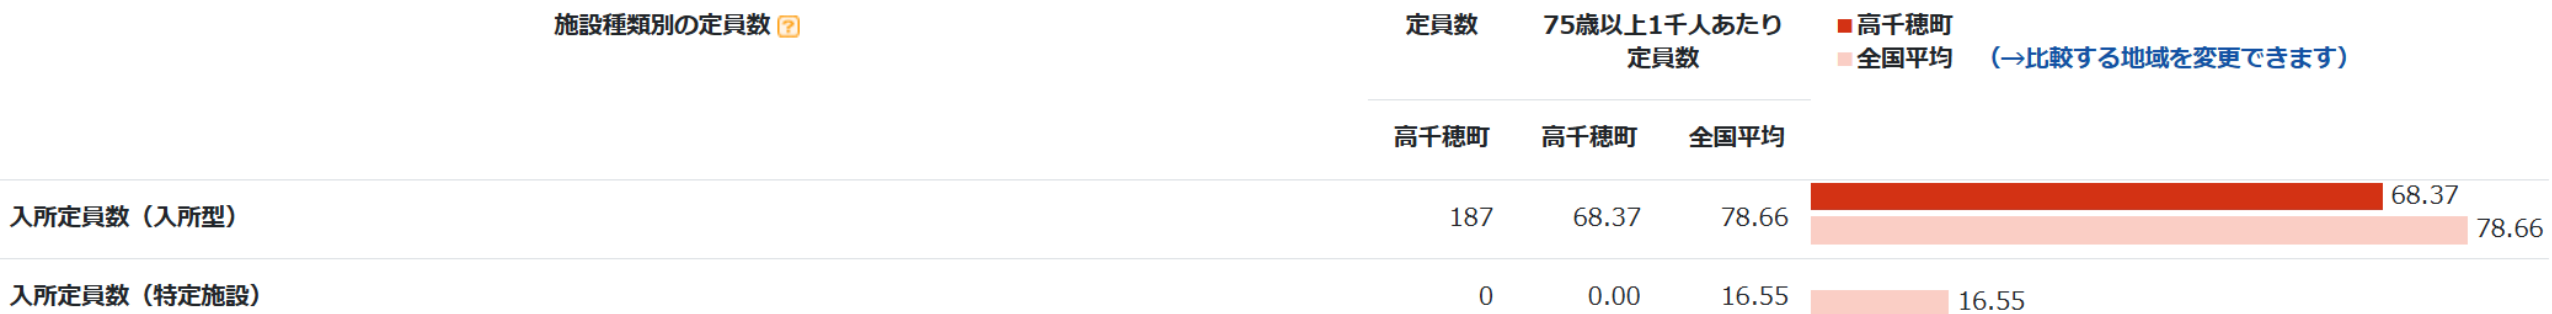 施設種類別の定員数 ?
定員数 75歳以上1千人あたり
定員数
■高千穂町
■全国平均 （→比較する地域を変更できます）
高千穂町 高千穂町 全国平均
入所定員数（入所型） 187 68.37 78.66 68.37
78.66
入所定員数（特定施設） 0 0.00 16.55 16.55